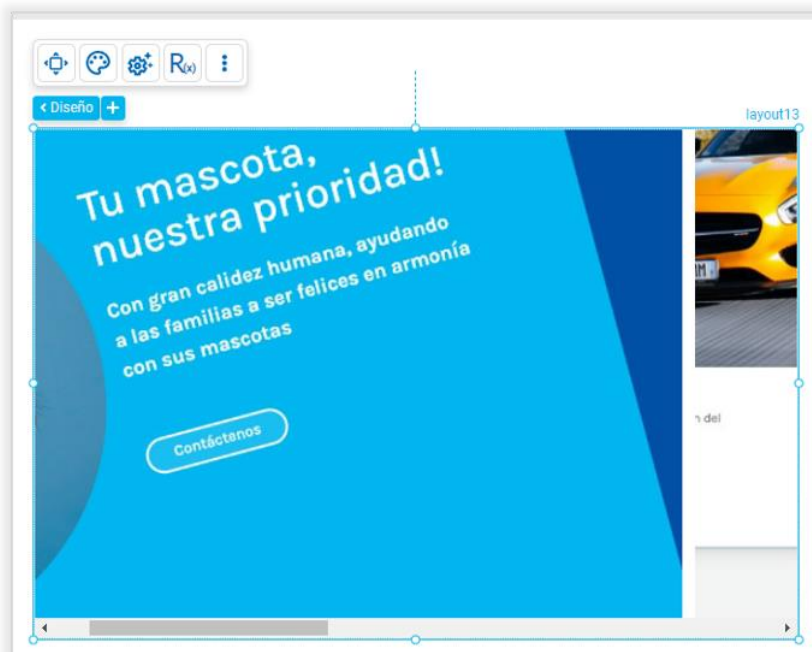 R(x)
Diseño
layout13
Tu mascota,
nuestra prioridad!
Con gran calidez humana, ayudando
a las familias a ser felices en armonía
con sus mascotas
Contáctenos
del